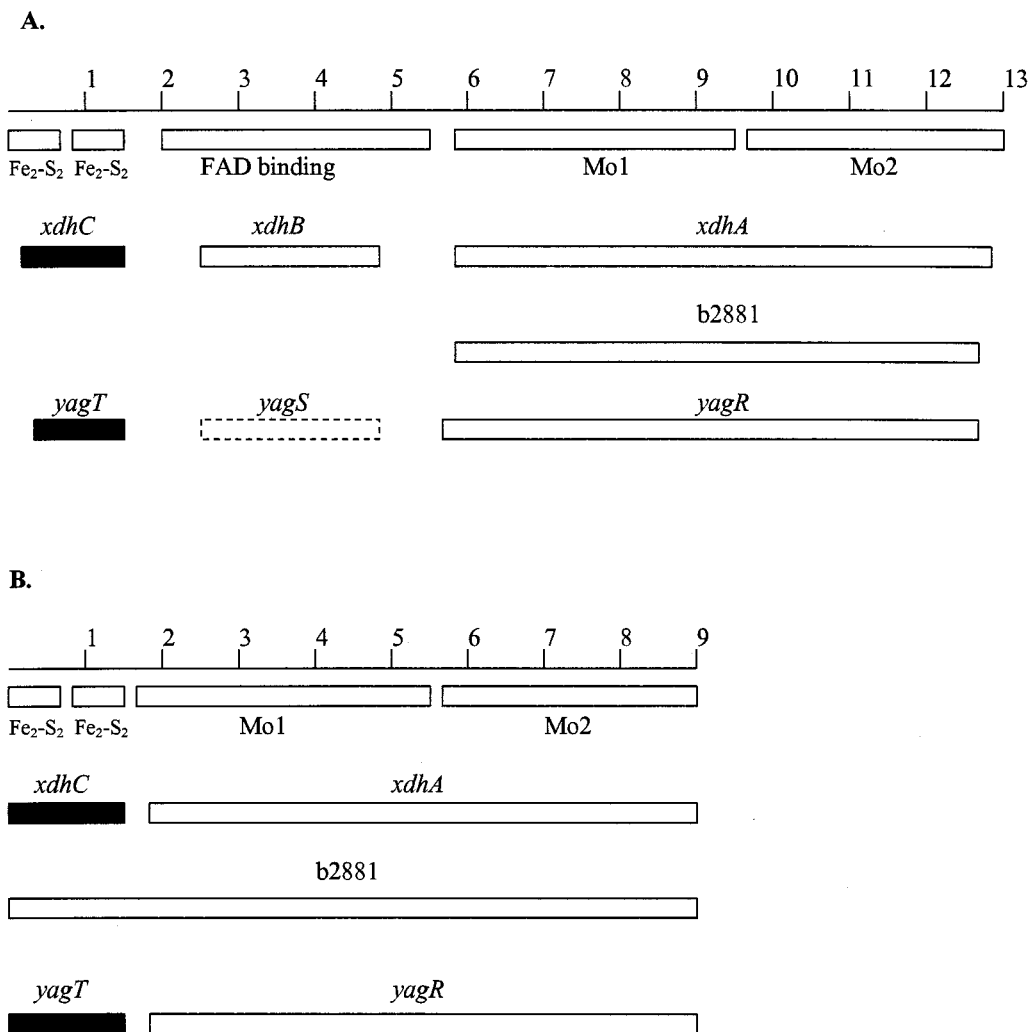 A.
1 2 3 4 5 6 7 8 9 10 11 12 13
Fe₂-S₂ Fe₂-S₂ FAD binding Mo1 Mo2
xdhC xdhB xdhA
b2881
yagT yagS yagR
B.
1 2 3 4 5 6 7 8 9
Fe₂-S₂ Fe₂-S₂ Mo1 Mo2
xdhC xdhA
b2881
yagT yagR